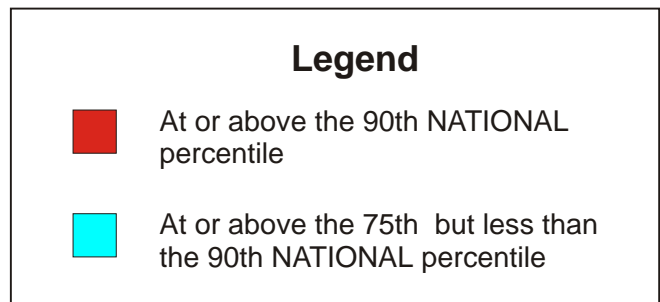 Legend
At or above the 90th NATIONAL
percentile
At or above the 75th  but less than
the 90th NATIONAL percentile